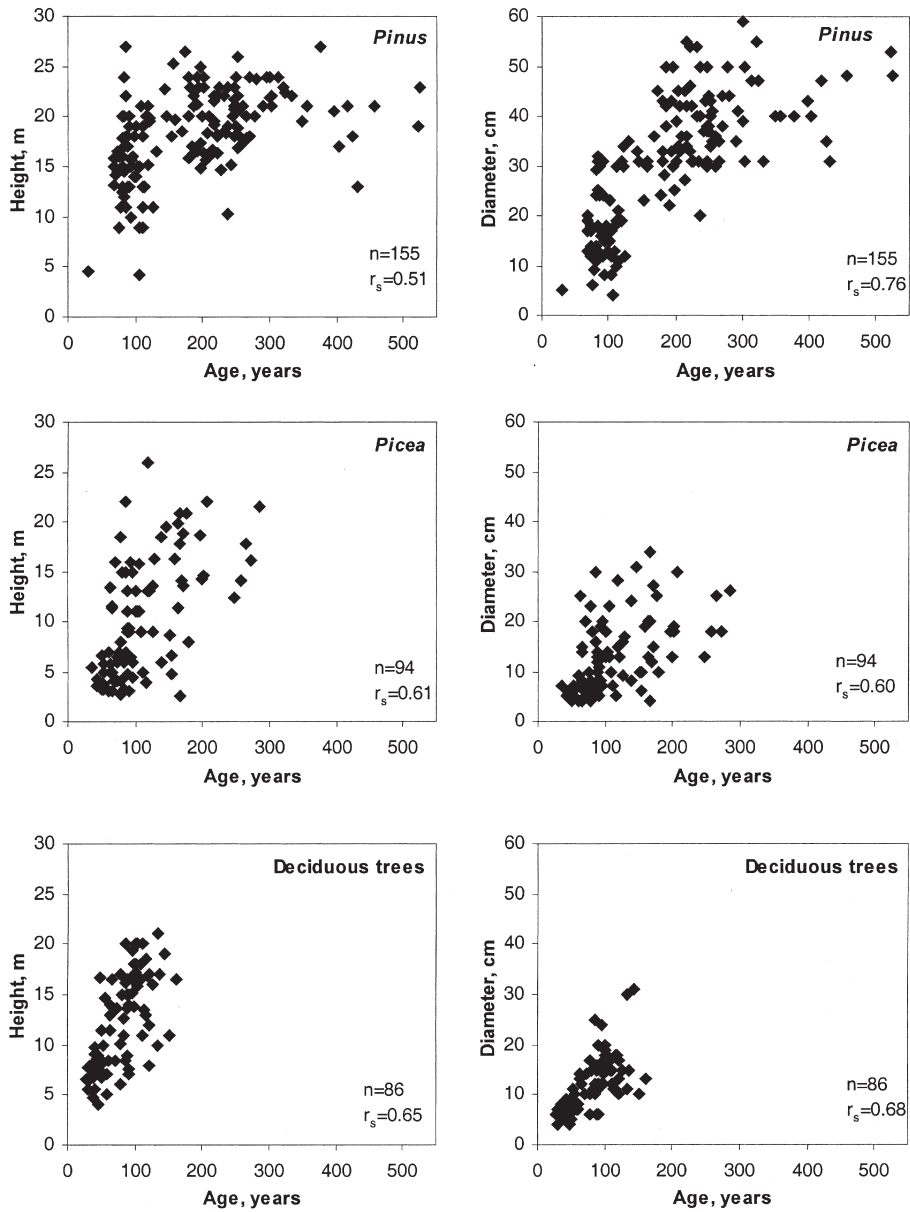 30
25
20
15
10
5
0
Height, m
Pinus
n=155
rs=0.51
0 100 200 300 400 500
Age, years
60
50
40
30
20
10
0
Diameter, cm
Pinus
n=155
rs=0.76
0 100 200 300 400 500
Age, years
30
25
20
15
10
5
0
Height, m
Picea
n=94
rs=0.61
0 100 200 300 400 500
Age, years
60
50
40
30
20
10
0
Diameter, cm
Picea
n=94
rs=0.60
0 100 200 300 400 500
Age, years
30
25
20
15
10
5
0
Height, m
Deciduous trees
n=86
rs=0.65
0 100 200 300 400 500
Age, years
60
50
40
30
20
10
0
Diameter, cm
Deciduous trees
n=86
rs=0.68
0 100 200 300 400 500
Age, years